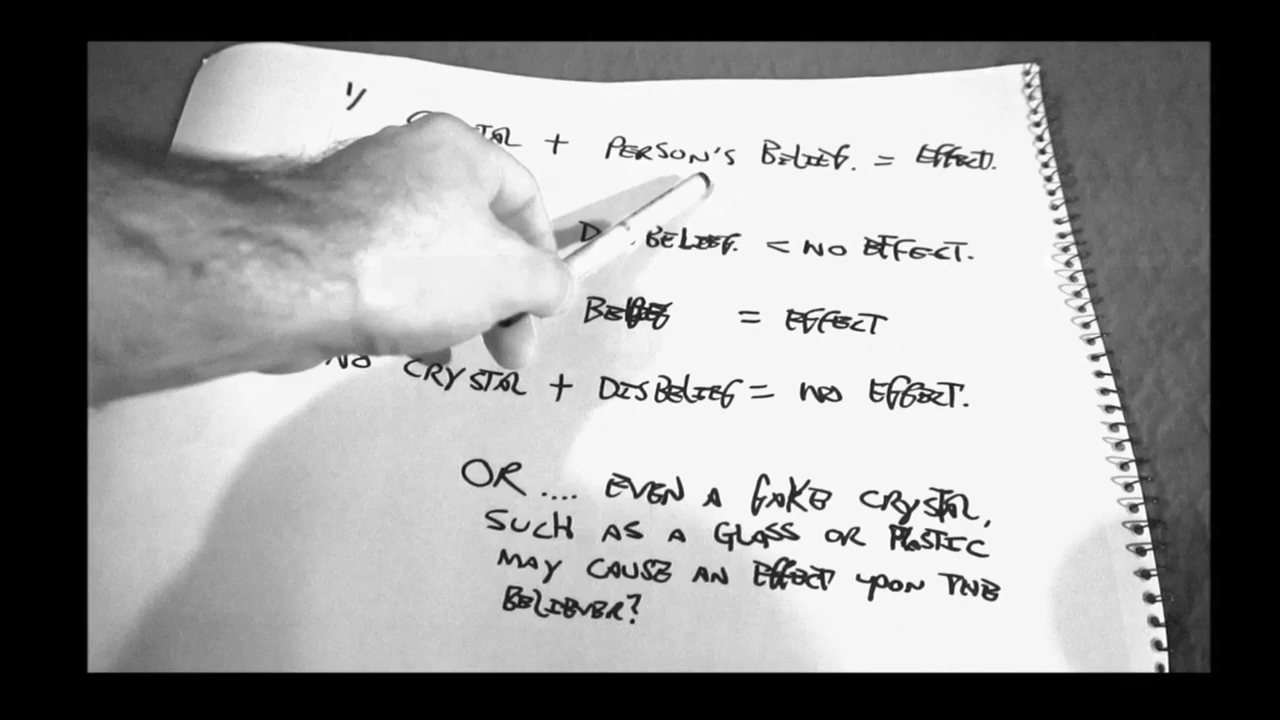 1/
+ PERSON'S BELIEF. = EFFECT.
BELIEF. < NO EFFECT.
= EFFECT
NO CRYSTAL + DISBELIEF = NO EFFECT.
OR .... EVEN A FAKE CRYSTAL,
SUCH AS A GLASS OR PLASTIC
MAY CAUSE AN EFFECT UPON THE
BELIEVER?